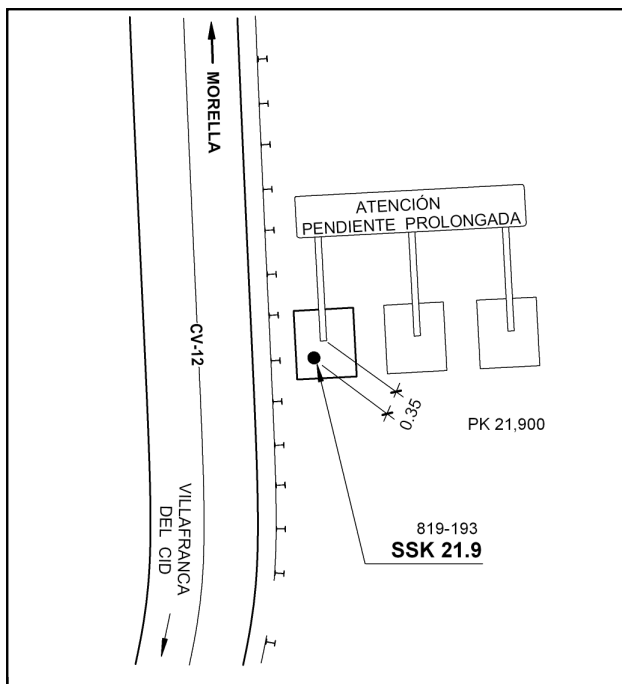 MORELLA
ATENCIÓN
PENDIENTE PROLONGADA
CV-12
0.35
PK 21,900
VILLAFRANCA
DEL CID
819-193
SSK 21.9